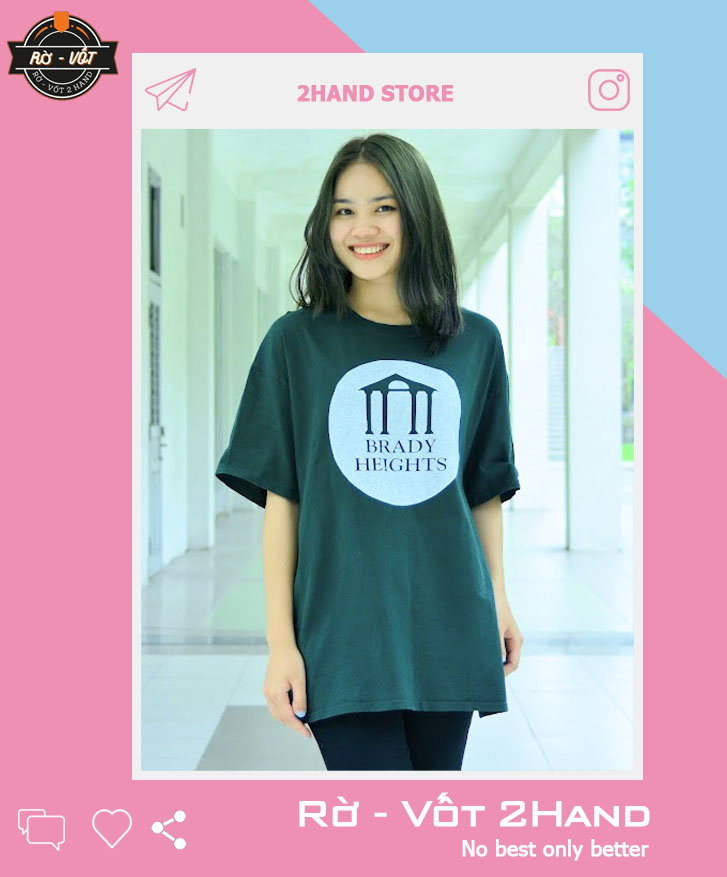 RỜ - VỐT
RỜ - VỐT 2 HAND
2HAND STORE
BRADY
HEIGHTS
Rờ - Vốt 2Hand
No best only better